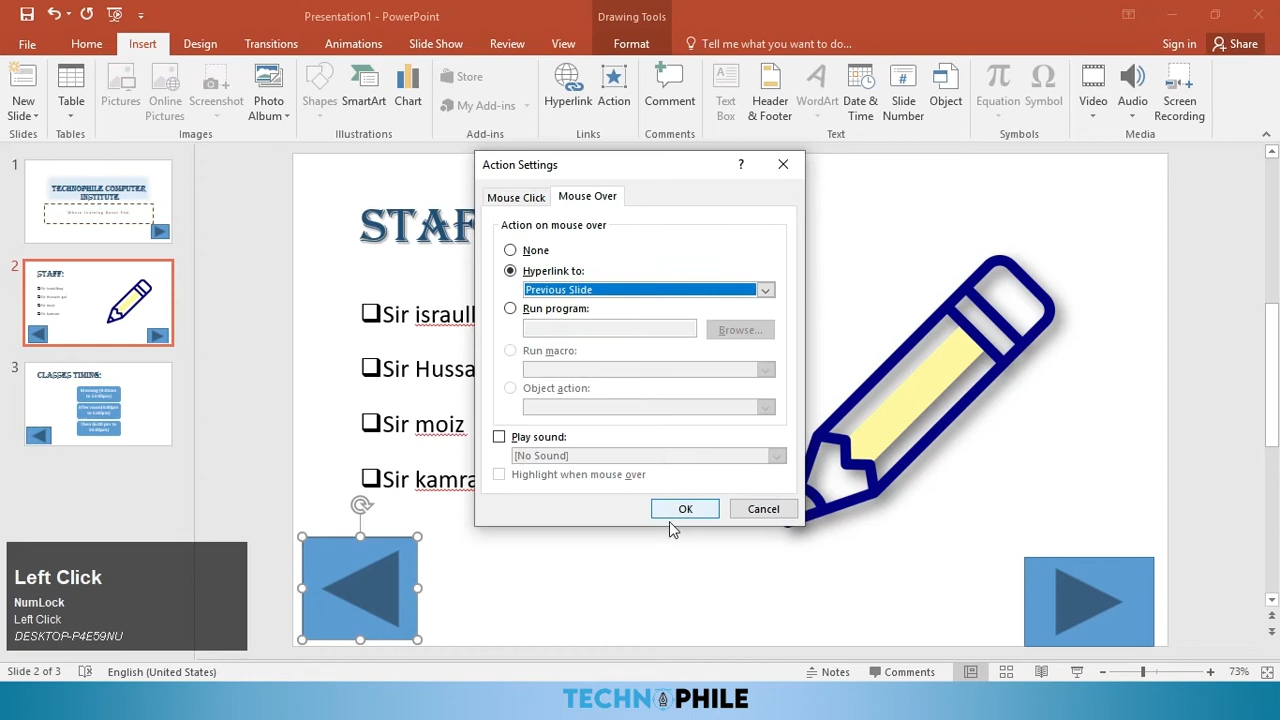 Presentation1 - PowerPoint
Drawing Tools
File
Home
Insert
Design
Transitions
Animations
Slide Show
Review
View
Format
Tell me what you want to do...
Sign in
Share
New Slide
Table
Pictures
Online Pictures
Screenshot
Photo Album
Shapes
SmartArt
Chart
Store
My Add-ins
Hyperlink
Action
Comment
Text Box
Header & Footer
WordArt
Date & Time
Slide Number
Object
Equation
Symbol
Video
Audio
Screen Recording
Slides
Tables
Images
Illustrations
Add-ins
Links
Comments
Text
Symbols
Media
1
TECHNOPHILE COMPUTER
INSTITUTE
2
STAFF:
3
CLASSES TIMING:
STAF
Sir israull
Sir Hussa
Sir moiz
Sir kamra
Action Settings
?
Mouse Click
Mouse Over
Action on mouse over
None
Hyperlink to:
Previous Slide
Run program:
Browse...
Run macro:
Object action:
Play sound:
[No Sound]
Highlight when mouse over
OK
Cancel
Left Click
NumLock
Left Click
DESKTOP-P4E59NU
Slide 2 of 3
English (United States)
Notes
Comments
73%
TECHNOPHILE